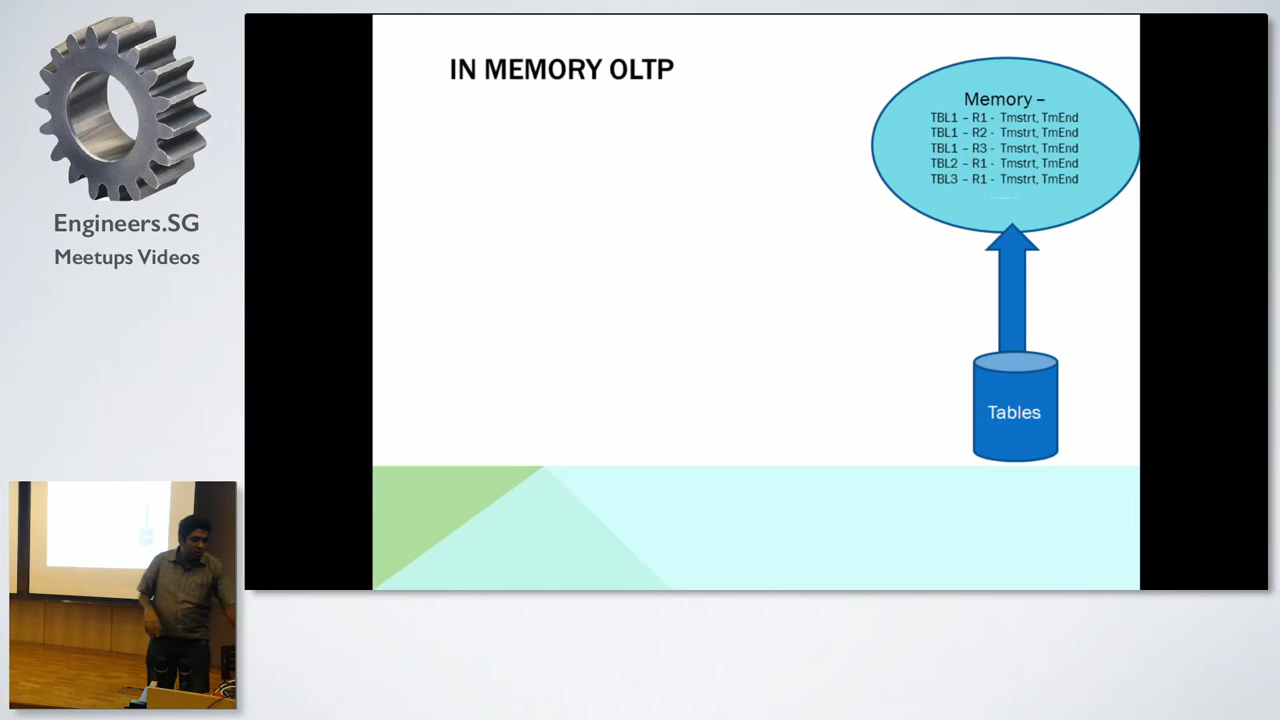 Engineers.SG
Meetups Videos
IN MEMORY OLTP
Memory –
TBL1 – R1 - Tmstrt, TmEnd
TBL1 – R2 - Tmstrt, TmEnd
TBL1 – R3 - Tmstrt, TmEnd
TBL2 – R1 - Tmstrt, TmEnd
TBL3 – R1 - Tmstrt, TmEnd
Tables